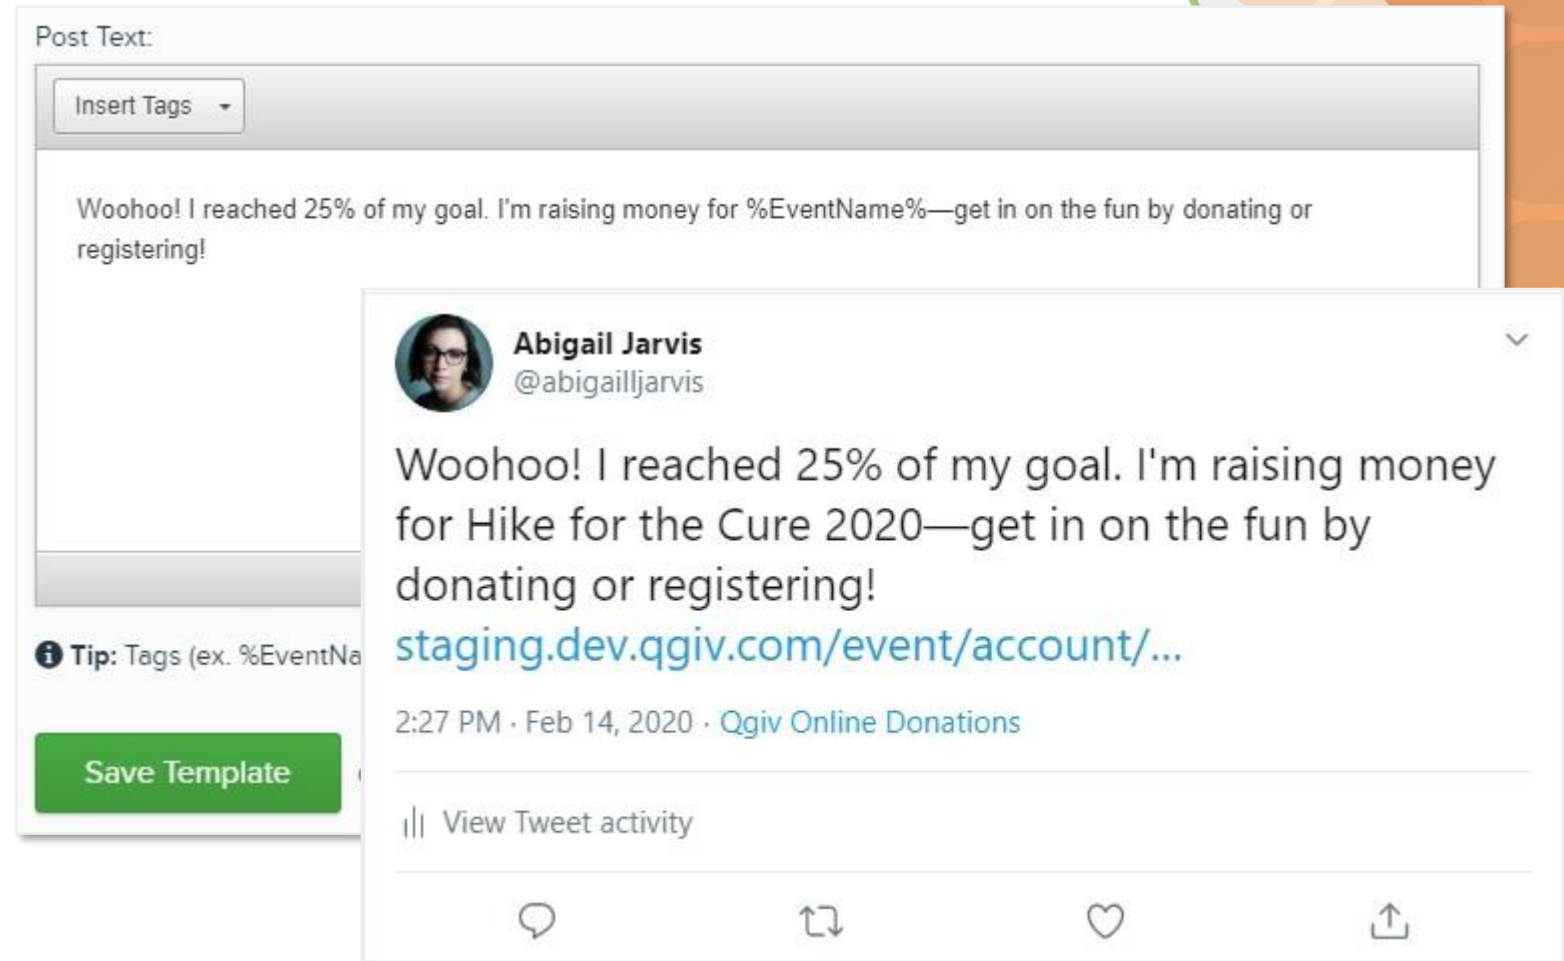 Post Text:
Insert Tags
Woohoo! I reached 25% of my goal. I'm raising money for %EventName%—get in on the fun by donating or
registering!
Abigail Jarvis
@abigailljarvis
Woohoo! I reached 25% of my goal. I'm raising money
for Hike for the Cure 2020—get in on the fun by
donating or registering!
staging.dev.qgiv.com/event/account/...
Tip: Tags (ex. %EventNa
2:27 PM · Feb 14, 2020 · Qgiv Online Donations
Save Template
View Tweet activity